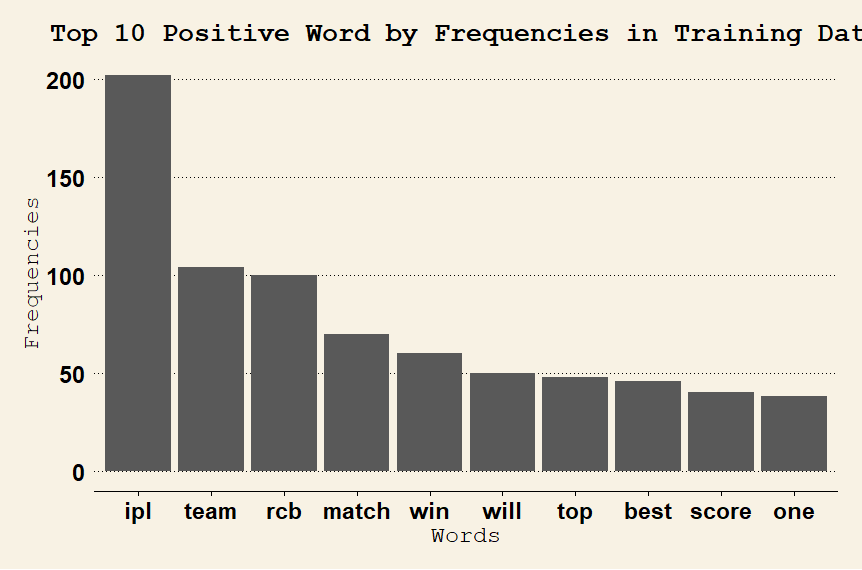 Top 10 Positive Word by Frequencies in Training Dat
200
150
100
50
0
Frequencies
ipl team rcb match win will top best score one
Words